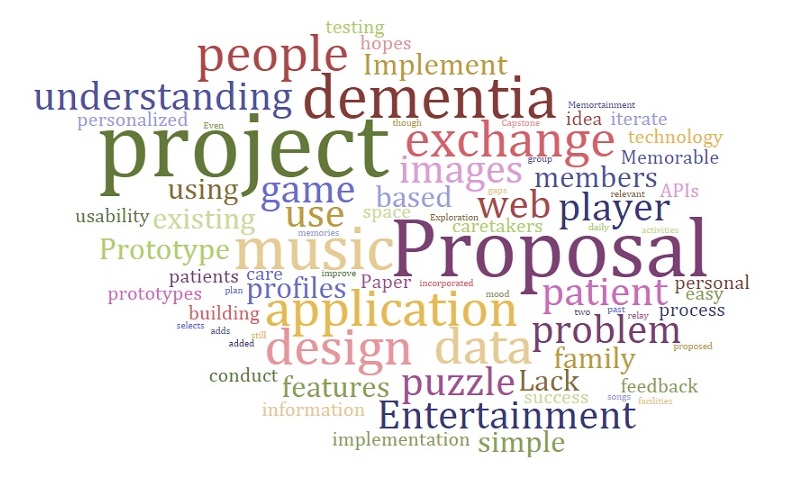 testing
people hopes Implement
understanding dementia Memortainment
personalized Even though Capstone idea iterate
project exchange technology
images group Memorable
using game gaps members relevant APIs
based web player
usability existing use space Exploration caretakers daily activities
memories
Prototype music Proposal
patients care improve Paper incorporated patient personal
prototypes plan profiles mood easy
building application two past relay process
selects adds problem
added still design data proposed
family
conduct features puzzle Lack feedback
information success songs facilities
Entertainment
implementation simple